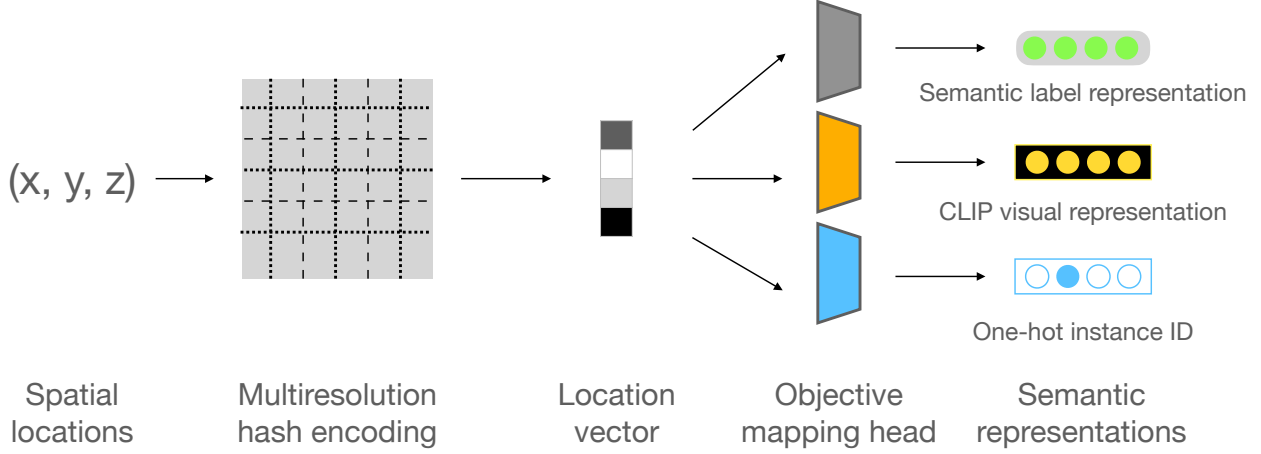 (x, y, z)
Semantic label representation
CLIP visual representation
One-hot instance ID
Spatial
locations
Multiresolution
hash encoding
Location
vector
Objective
mapping head
Semantic
representations